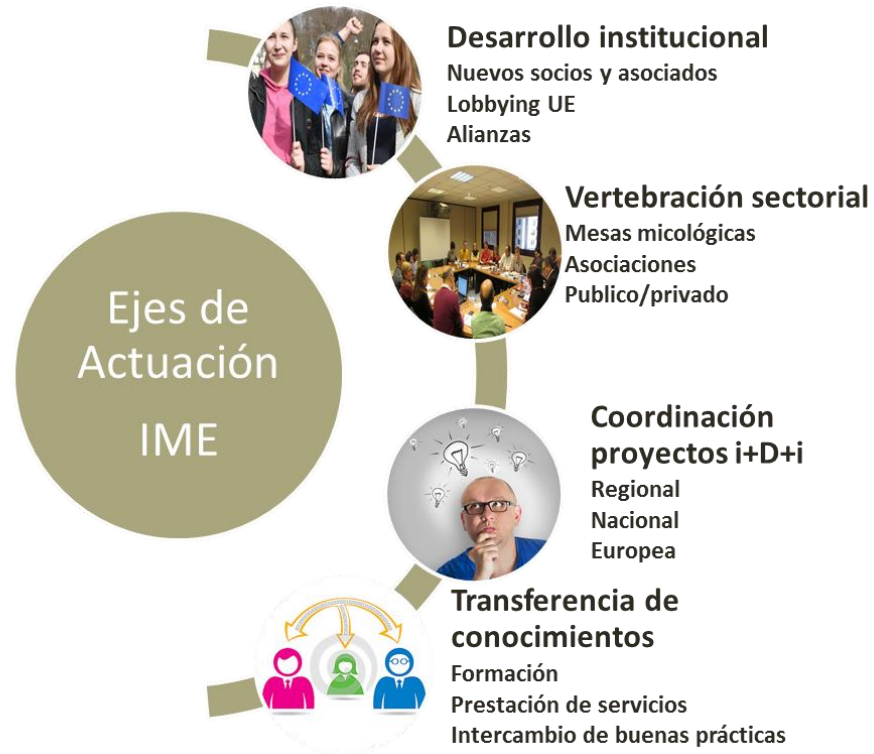 Ejes de
Actuación
IME
Desarrollo institucional
Nuevos socios y asociados
Lobbying UE
Alianzas
Vertebración sectorial
Mesas micológicas
Asociaciones
Publico/privado
Coordinación
proyectos i+D+i
Regional
Nacional
Europea
Transferencia de
conocimientos
Formación
Prestación de servicios
Intercambio de buenas prácticas